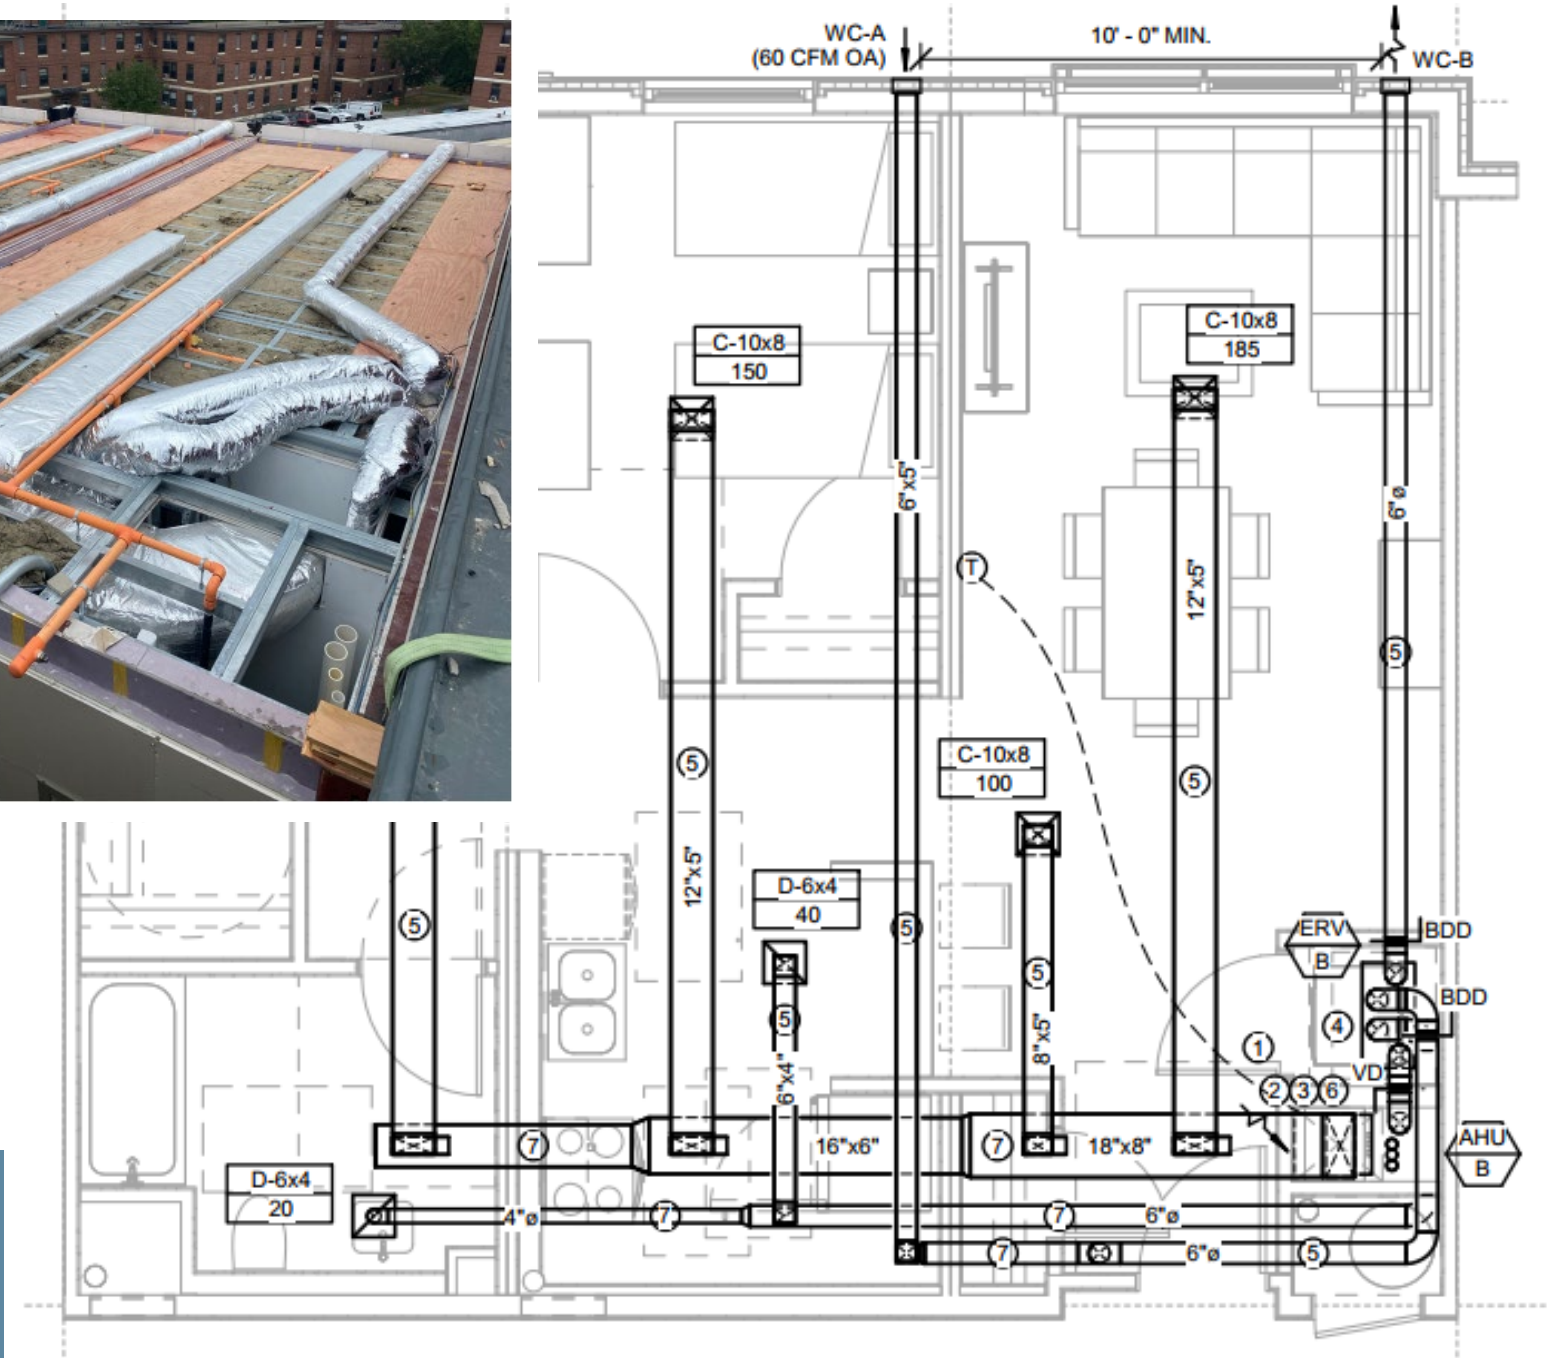 WC-A
(60 CFM OA)
10' - 0" MIN.
WC-B
C-10x8
150
C-10x8
185
6"x5"
6"ø
T
12"x5"
5
C-10x8
100
5
5
12"x5"
D-6x4
40
5
5
5
5
8"x5"
6"x4"
ERV
B
BDD
BDD
4
1
VD
2
3
6
7
16"x6"
7
18"x8"
AHU
B
D-6x4
20
4"ø
7
7
6"ø
7
6"ø
5